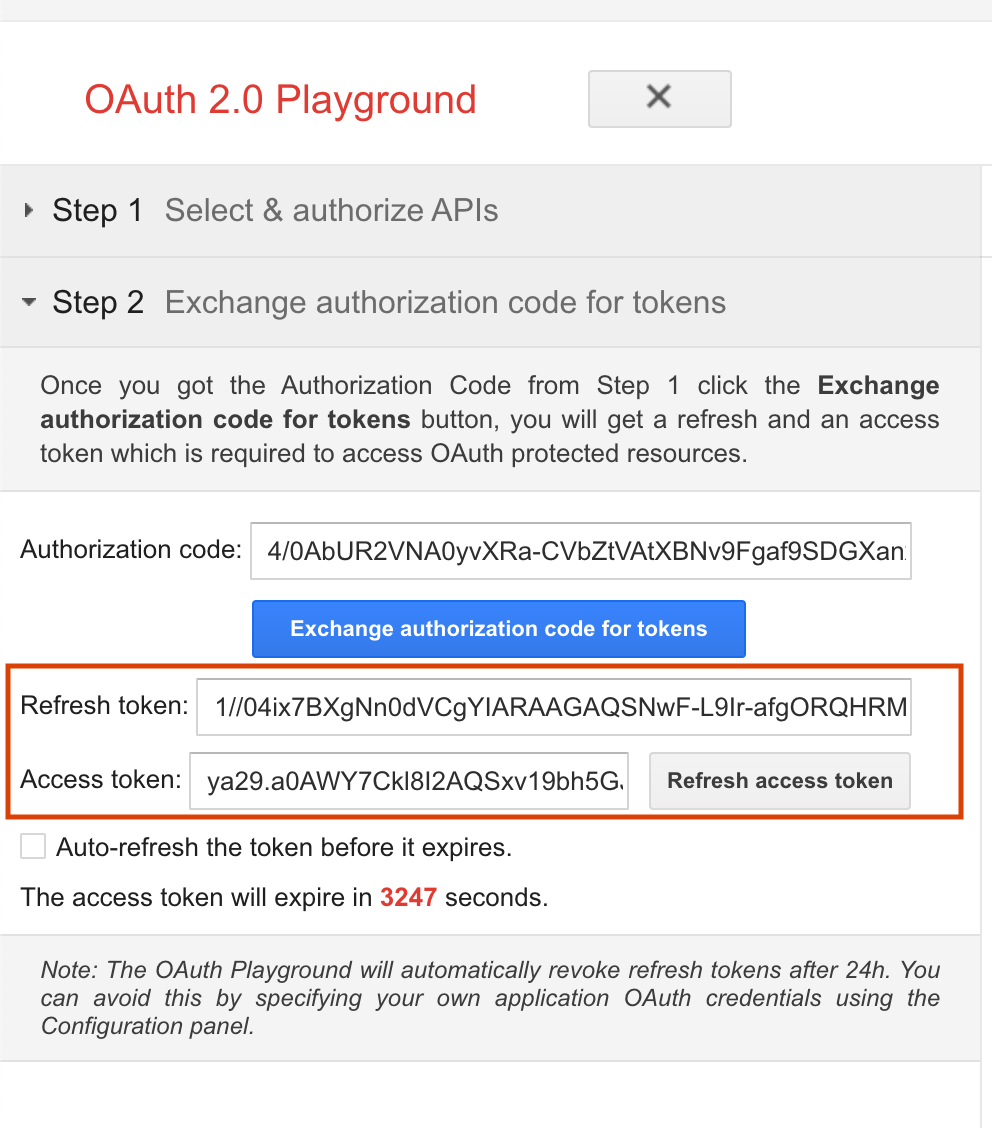 OAuth 2.0 Playground
Step 1 Select & authorize APIs
Step 2 Exchange authorization code for tokens
Once you got the Authorization Code from Step 1 click the Exchange
authorization code for tokens button, you will get a refresh and an access
token which is required to access OAuth protected resources.
Authorization code: 4/0AbUR2VNA0yvXRa-CVbZtVAtXBNv9Fgaf9SDGXan
Exchange authorization code for tokens
Refresh token: 1//04ix7BXgNn0dVCgYIARAAGAQSNwF-L9Ir-afgORQHRM
Access token: ya29.a0AWY7Ckl8I2AQSxv19bh5G
Refresh access token
Auto-refresh the token before it expires.
The access token will expire in 3247 seconds.
Note: The OAuth Playground will automatically revoke refresh tokens after 24h. You
can avoid this by specifying your own application OAuth credentials using the
Configuration panel.